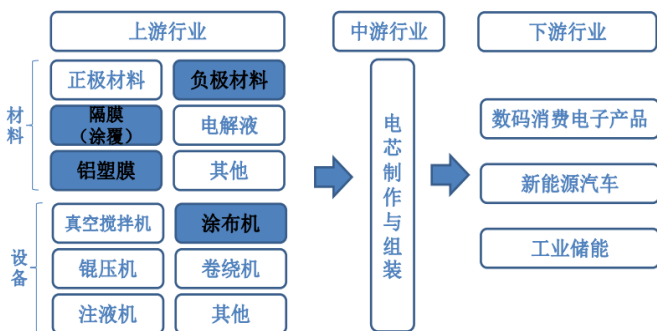 上游行业
中游行业
下游行业
材料
正极材料
负极材料
隔膜
（涂覆）
电解液
铝塑膜
其他
设备
真空搅拌机
涂布机
辊压机
卷绕机
注液机
其他
电芯制作与组装
数码消费电子产品
新能源汽车
工业储能